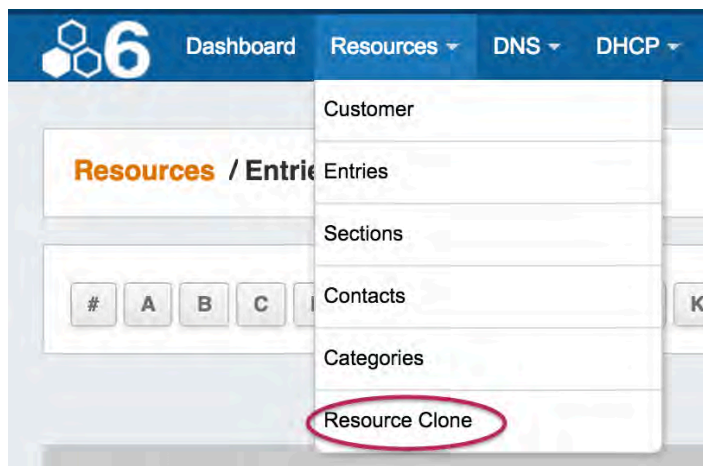 6 Dashboard Resources DNS DHCP
Customer
Resources / Entrie Entries
Sections
# A B C Contacts K
Categories
Resource Clone